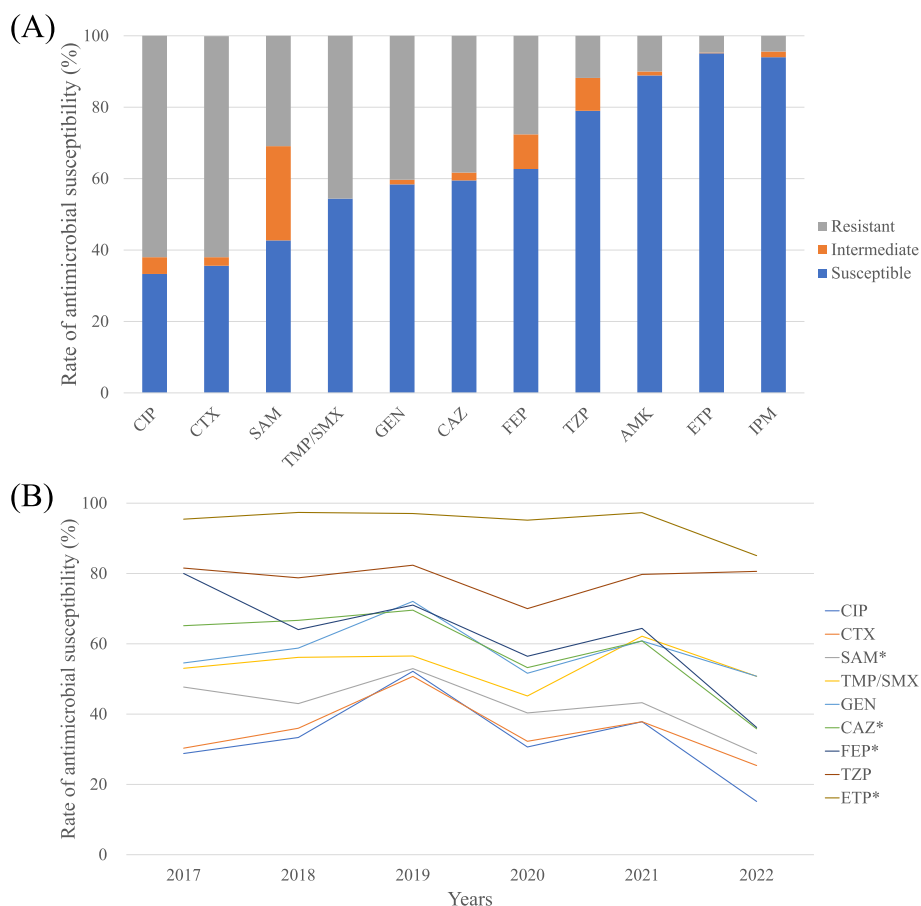 (A)
Rate of antimicrobial susceptibility (%)
100
80
60
40
20
0
CIP
CTX
SAM
TMP/SMX
GEN
CAZ
FEP
TZP
AMK
ETP
IPM
Resistant
Intermediate
Susceptible
(B)
Rate of antimicrobial susceptibility (%)
100
80
60
40
20
0
2017
2018
2019
2020
2021
2022
Years
CIP
CTX
SAM*
TMP/SMX
GEN
CAZ*
FEP*
TZP
ETP*